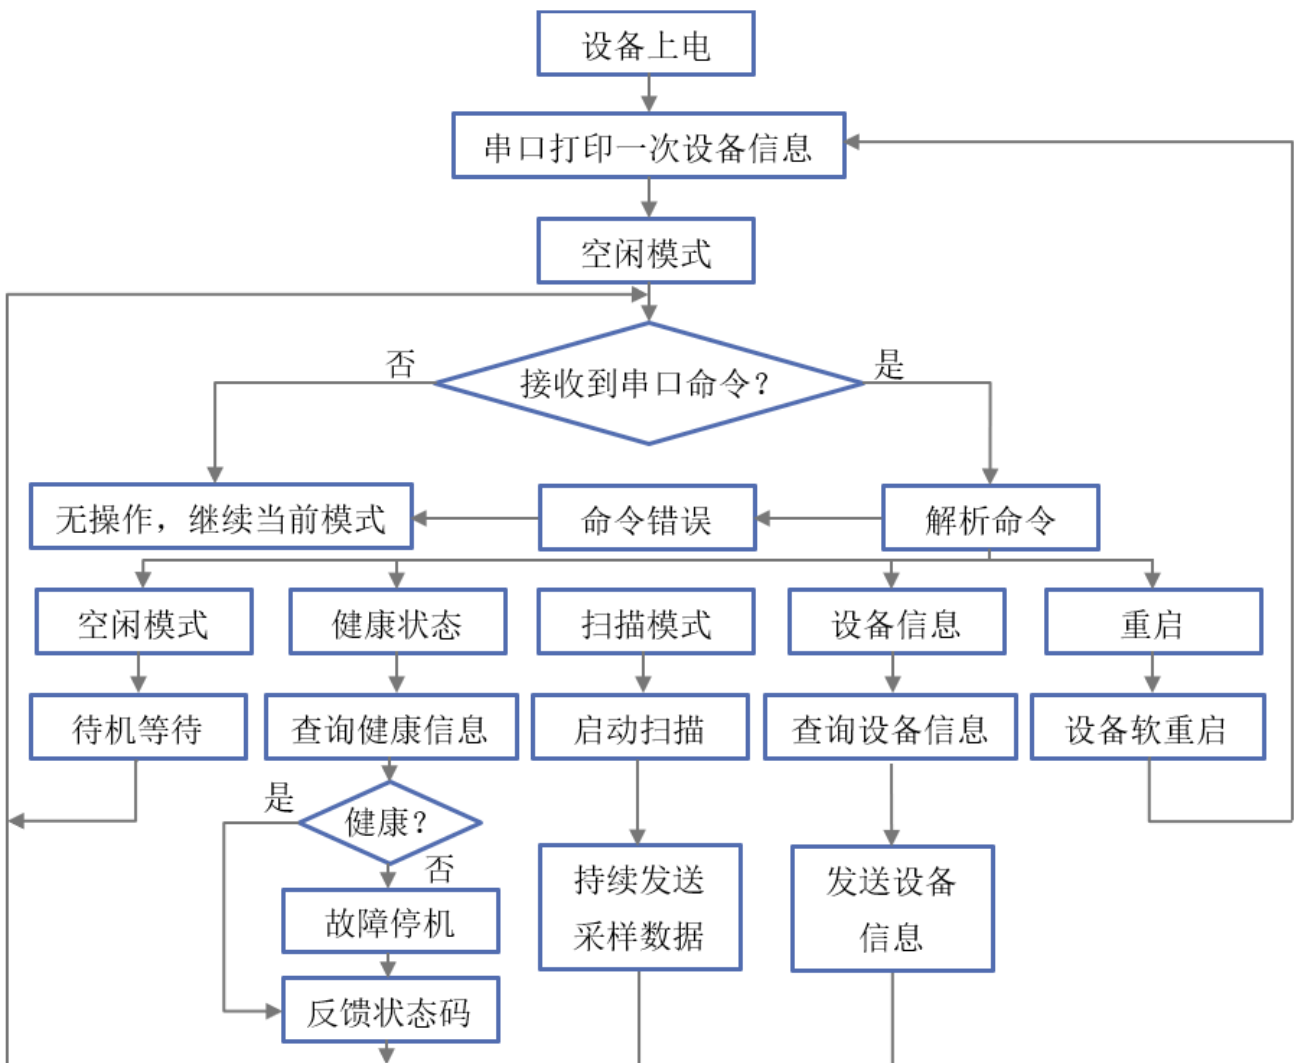 设备上电
串口打印一次设备信息
空闲模式
否
接收到串口命令？
是
无操作，继续当前模式
命令错误
解析命令
空闲模式
健康状态
扫描模式
设备信息
重启
待机等待
查询健康信息
启动扫描
查询设备信息
设备软重启
是
健康？
否
持续发送
采样数据
发送设备
信息
故障停机
反馈状态码